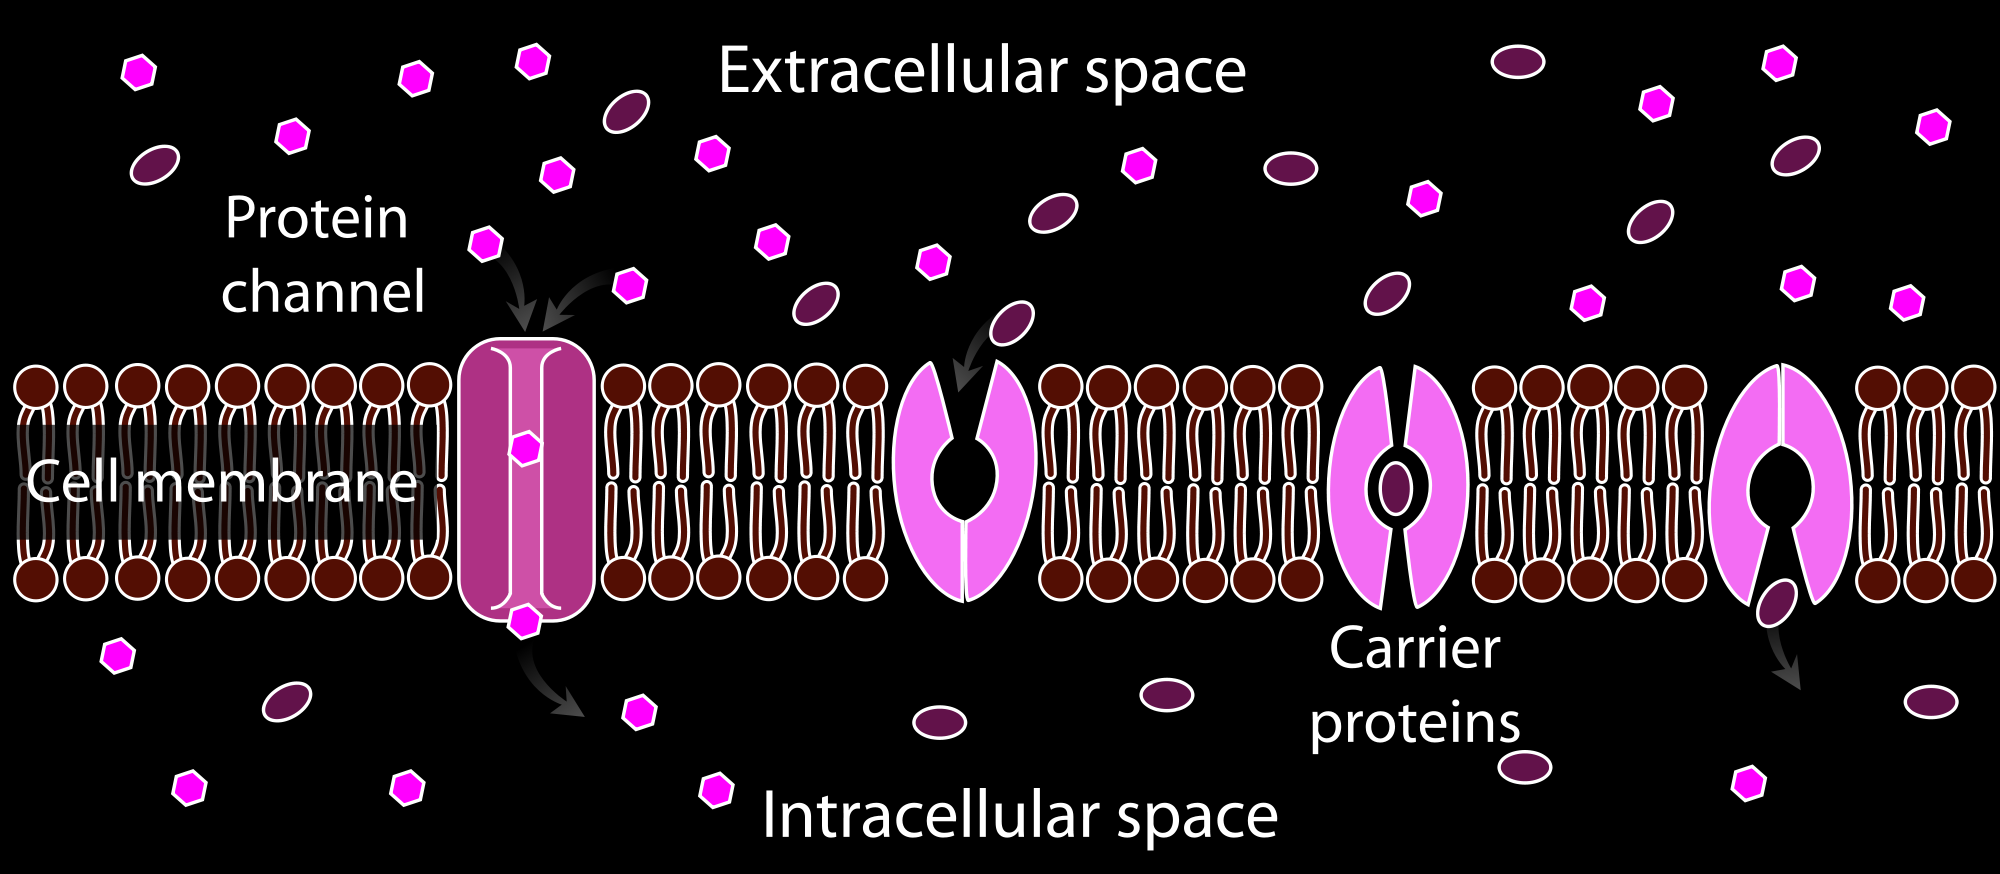 Extracellular space
Protein
channel
Cell membrane
Carrier
proteins
Intracellular space